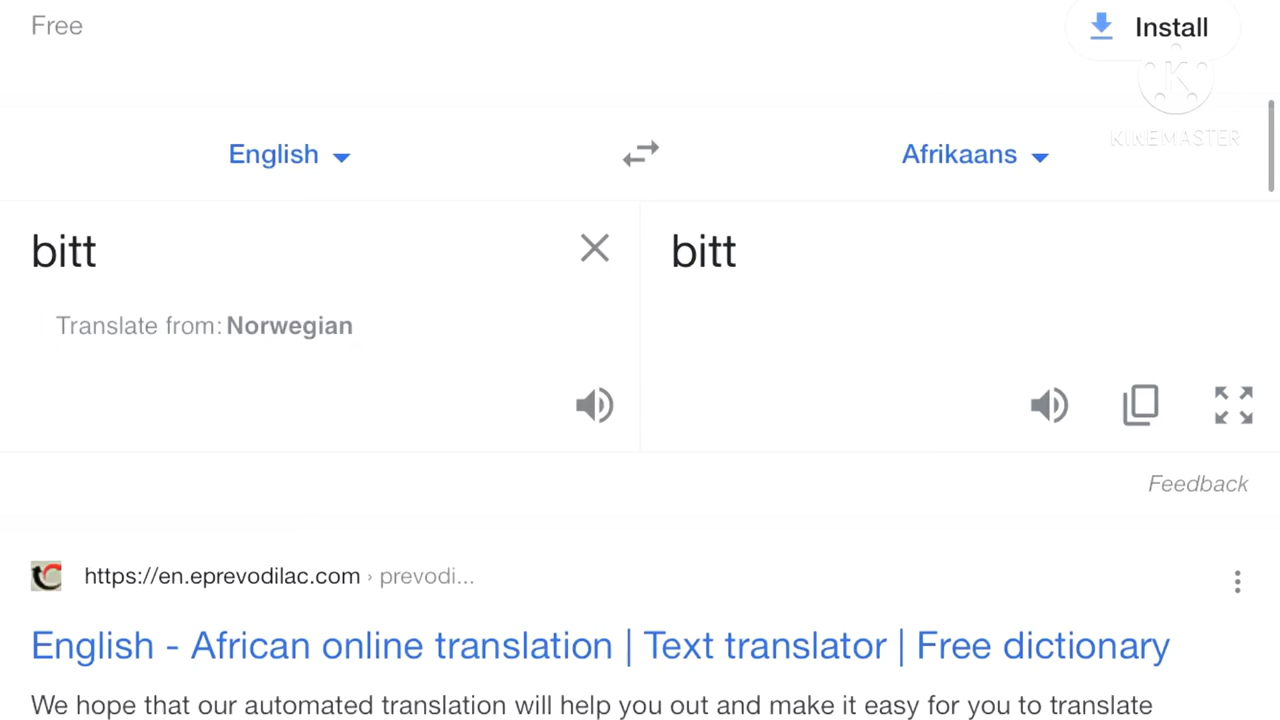 Free
Install
KINEMASTER
English
Afrikaans
bitt
bitt
Translate from: Norwegian
Feedback
https://en.eprevodilac.com › prevodi...
English - African online translation | Text translator | Free dictionary
We hope that our automated translation will help you out and make it easy for you to translate